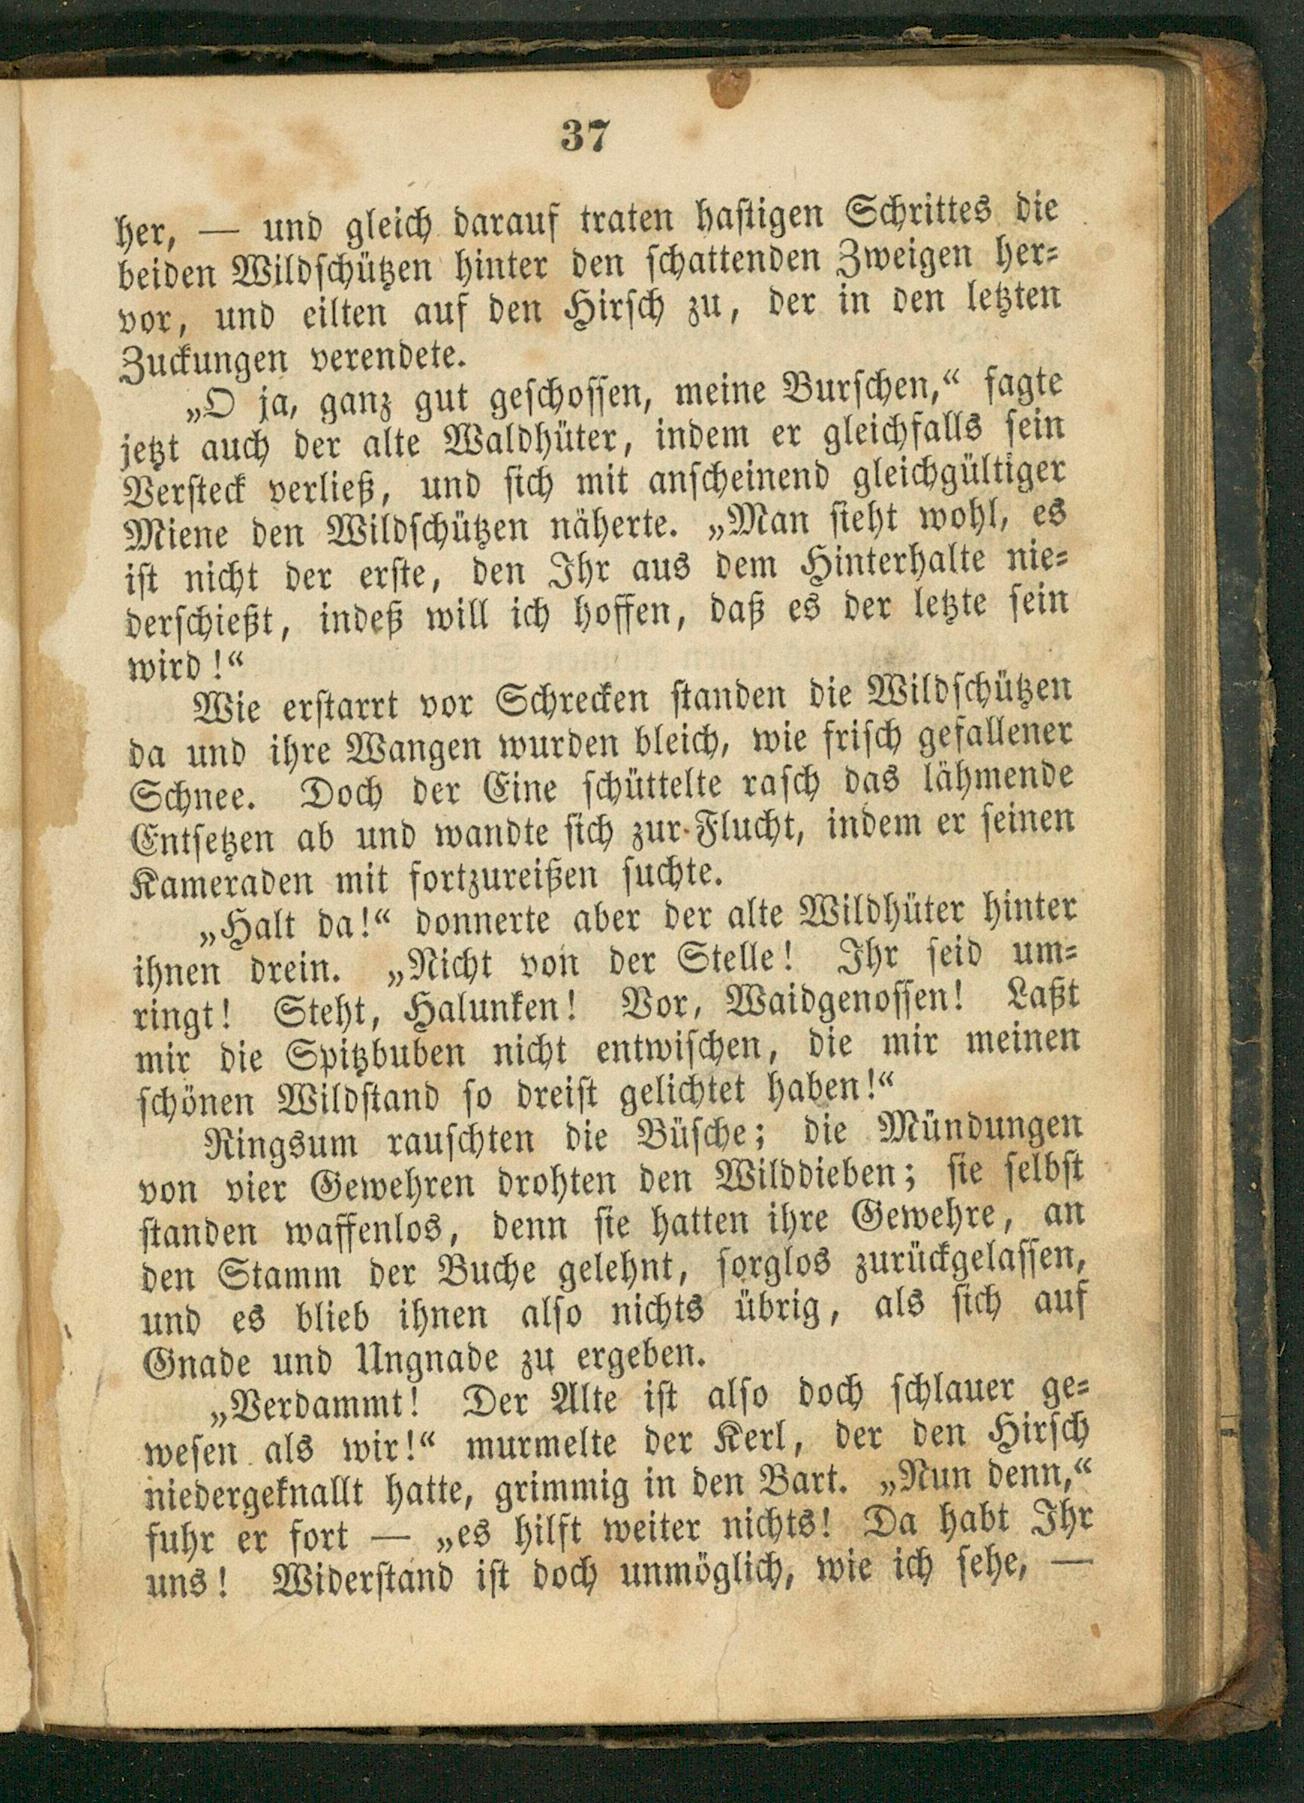 37
her, — und gleich darauf traten hastigen Schrittes die
beiden Wildschützen hinter den schattenden Zweigen her-
vor, und eilten auf den Hirsch zu, der in den letzten
Zuckungen verendete.
„O ja, ganz gut geschossen, meine Burschen,“ sagte
jetzt auch der alte Waldhüter, indem er gleichfalls sein
Versteck verließ, und sich mit anscheinend gleichgültiger
Miene den Wildschützen näherte. „Man sieht wohl, es
ist nicht der erste, den Ihr aus dem Hinterhalte nie-
derschießt, indeß will ich hoffen, daß es der letzte sein
wird!“
Wie erstarrt vor Schrecken standen die Wildschützen
da und ihre Wangen wurden bleich, wie frisch gefallener
Schnee. Doch der Eine schüttelte rasch das lähmende
Entsetzen ab und wandte sich zur Flucht, indem er seinen
Kameraden mit fortzureißen suchte.
„Halt da!“ donnerte aber der alte Wildhüter hinter
ihnen drein. „Nicht von der Stelle! Ihr seid um-
ringt! Steht, Halunken! Vor, Waidgenossen! Laßt
mir die Spitzbuben nicht entwischen, die mir meinen
schönen Wildstand so dreist gelichtet haben!“
Ringsum rauschten die Büsche; die Mündungen
von vier Gewehren drohten den Wilddieben; sie selbst
standen waffenlos, denn sie hatten ihre Gewehre, an
den Stamm der Buche gelehnt, sorglos zurückgelassen,
und es blieb ihnen also nichts übrig, als sich auf
Gnade und Ungnade zu ergeben.
„Verdammt! Der Alte ist also doch schlauer ge-
wesen als wir!“ murmelte der Kerl, der den Hirsch
niedergeknallt hatte, grimmig in den Bart. „Nun denn,“
fuhr er fort — „es hilft weiter nichts! Da habt Ihr
uns! Widerstand ist doch unmöglich, wie ich sehe, —